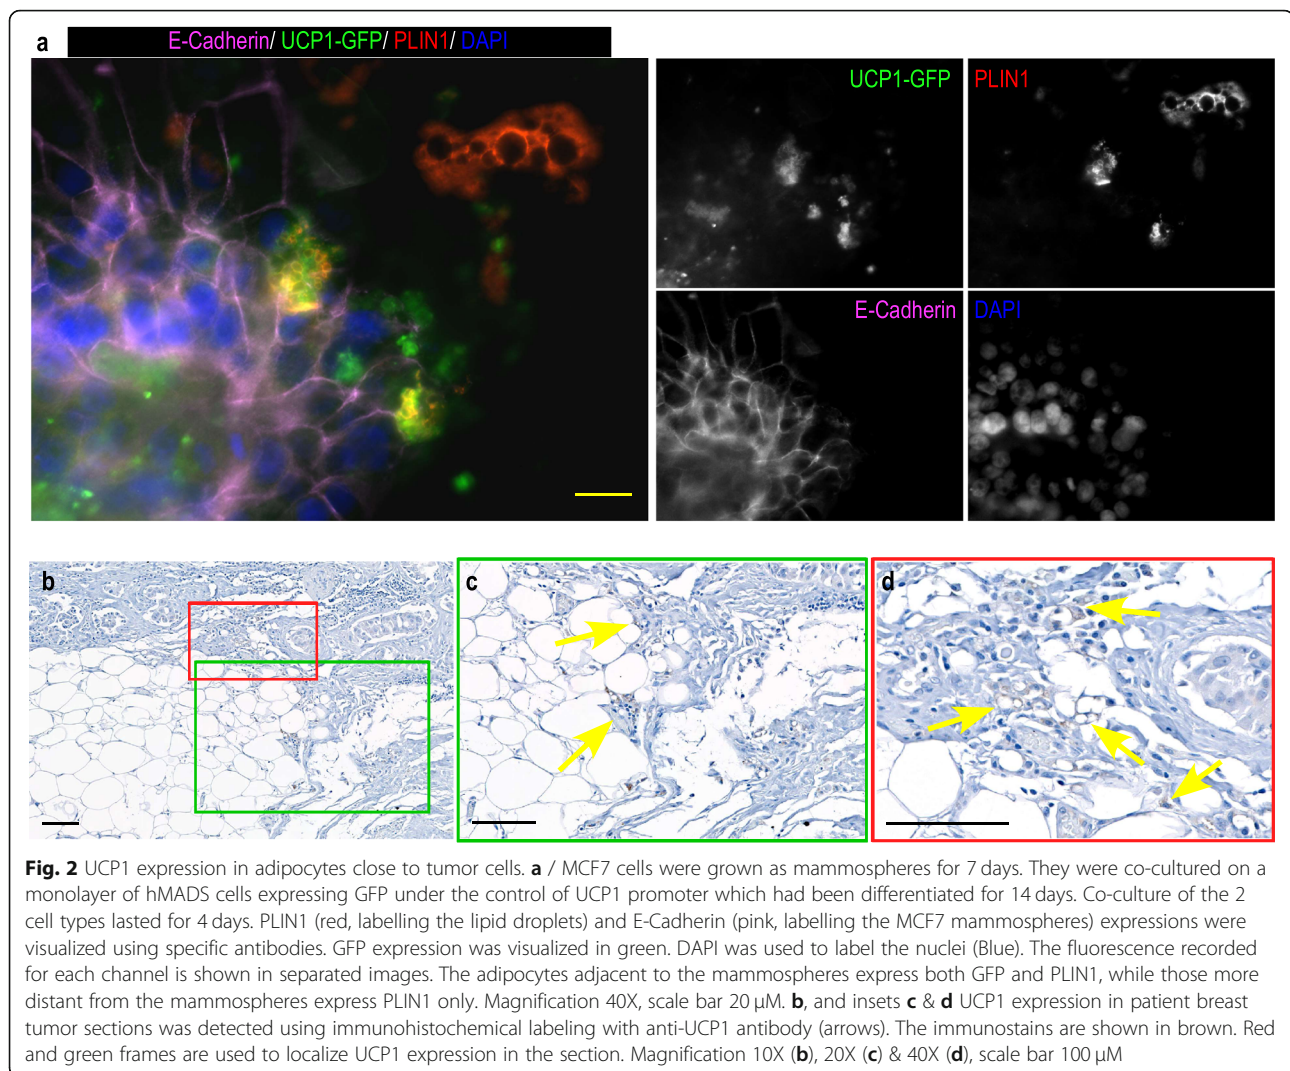 a
E-Cadherin/ UCP1-GFP/ PLIN1/ DAPI
UCP1-GFP
PLIN1
E-Cadherin
DAPI
b
c
d
Fig. 2 UCP1 expression in adipocytes close to tumor cells. a / MCF7 cells were grown as mammospheres for 7 days. They were co-cultured on a
monolayer of hMADS cells expressing GFP under the control of UCP1 promoter which had been differentiated for 14 days. Co-culture of the 2
cell types lasted for 4 days. PLIN1 (red, labelling the lipid droplets) and E-Cadherin (pink, labelling the MCF7 mammospheres) expressions were
visualized using specific antibodies. GFP expression was visualized in green. DAPI was used to label the nuclei (Blue). The fluorescence recorded
for each channel is shown in separated images. The adipocytes adjacent to the mammospheres express both GFP and PLIN1, while those more
distant from the mammospheres express PLIN1 only. Magnification 40X, scale bar 20 μM. b, and insets c & d UCP1 expression in patient breast
tumor sections was detected using immunohistochemical labeling with anti-UCP1 antibody (arrows). The immunostains are shown in brown. Red
and green frames are used to localize UCP1 expression in the section. Magnification 10X (b), 20X (c) & 40X (d), scale bar 100 μM